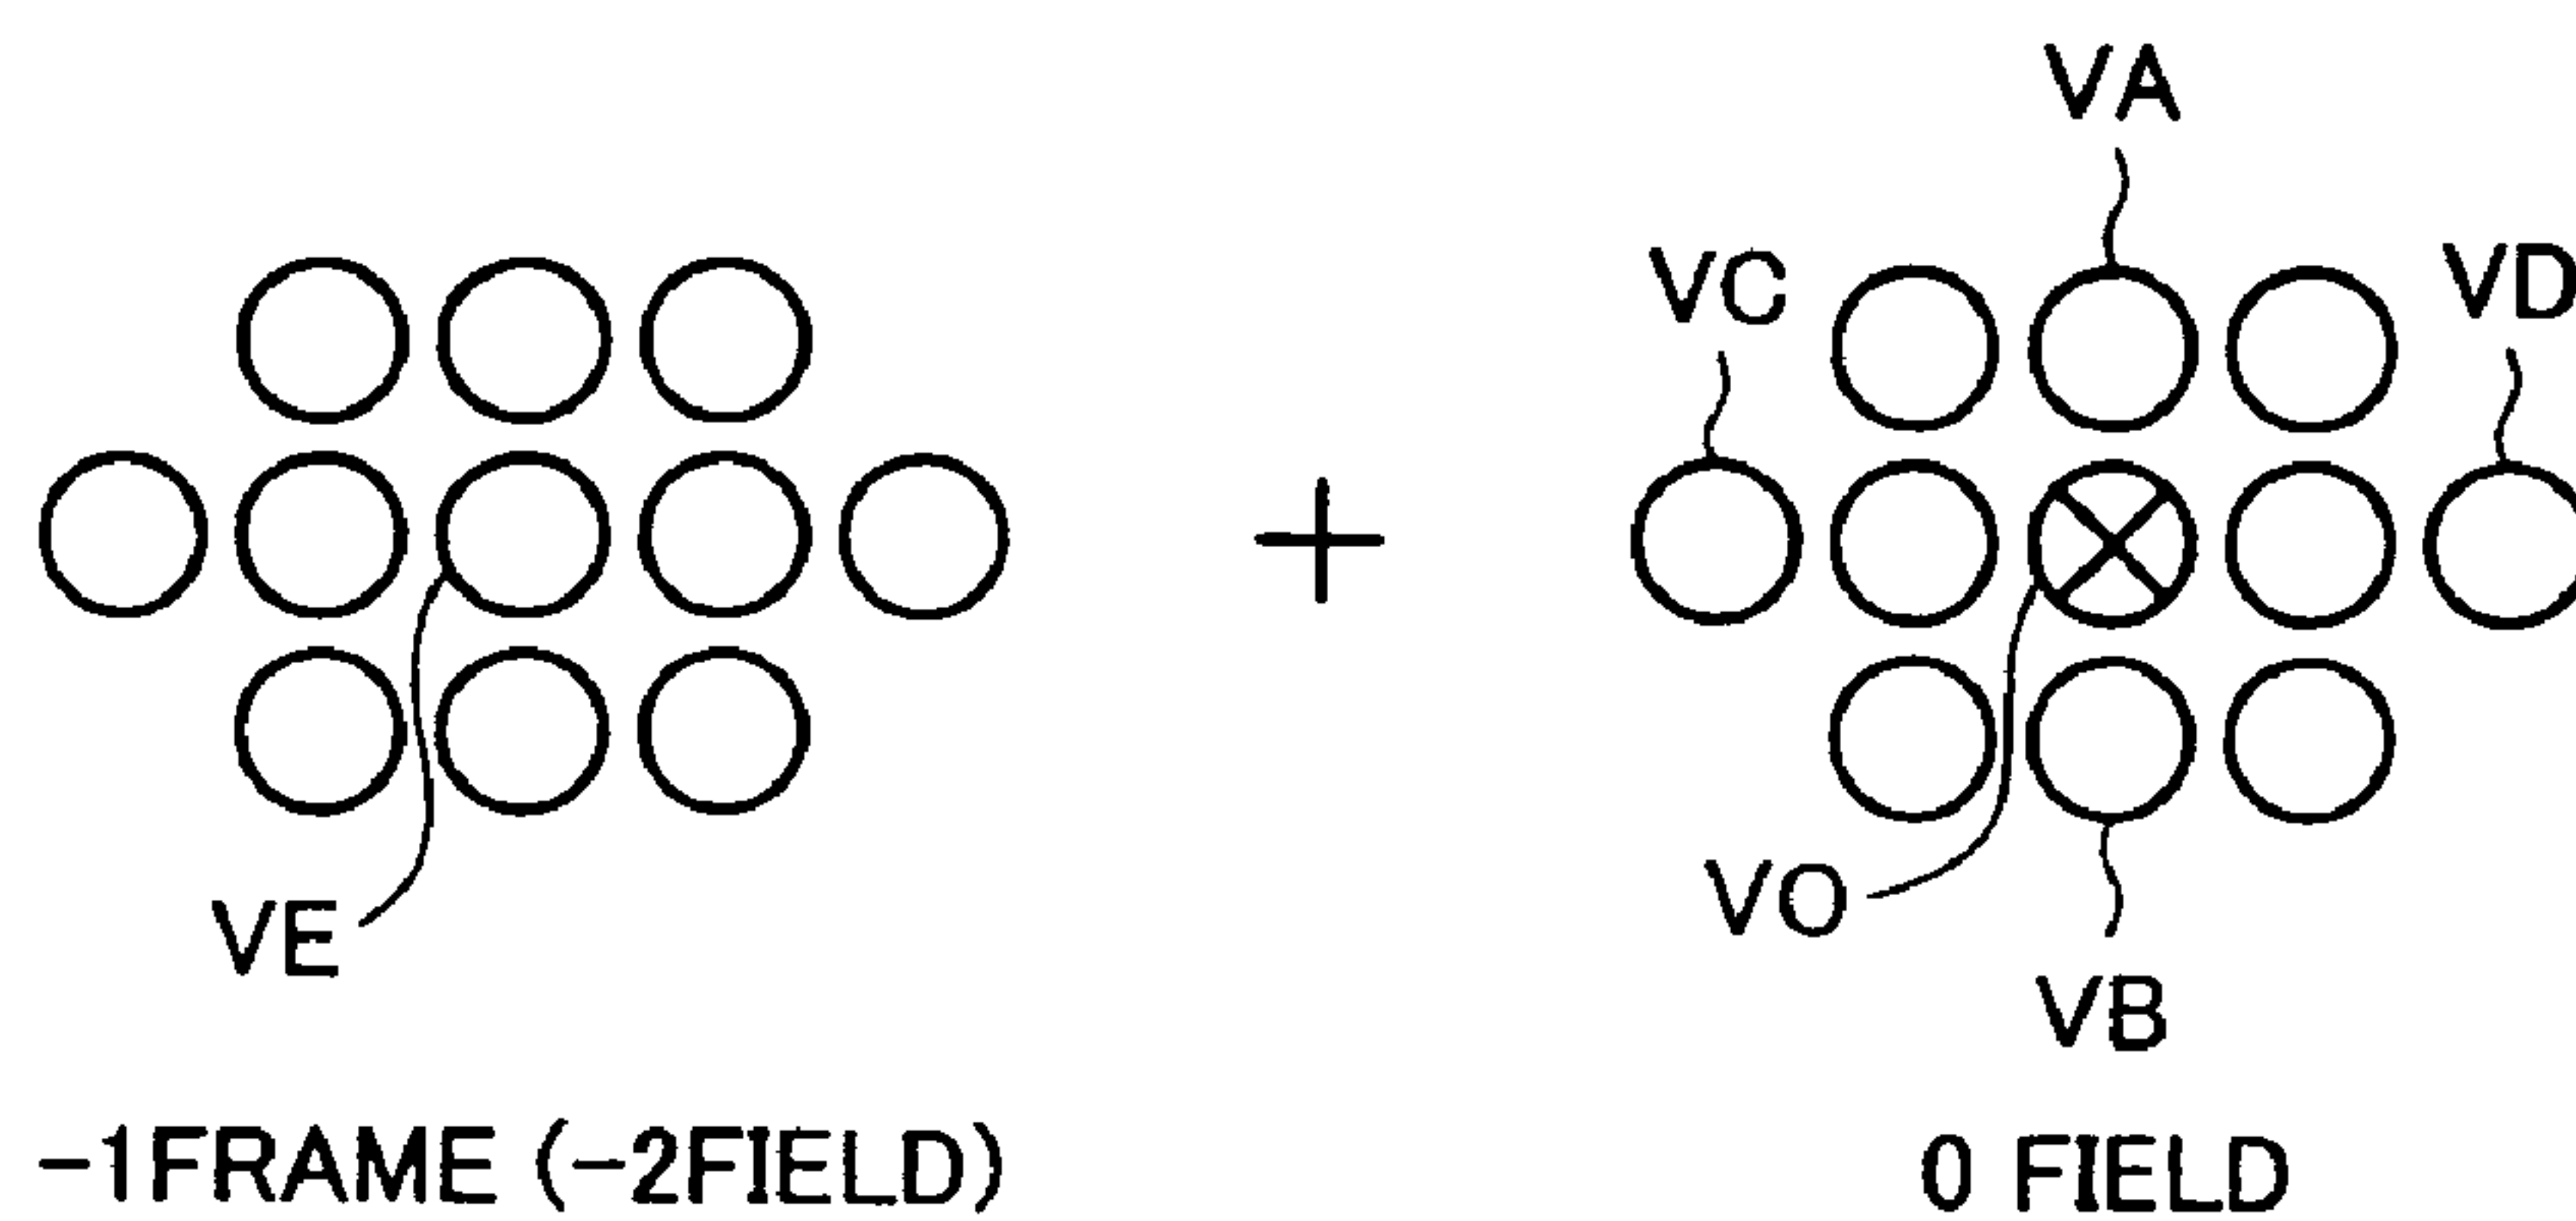 VA
VC
VD
VE
VO
VB
-1FRAME (-2FIELD)
0 FIELD